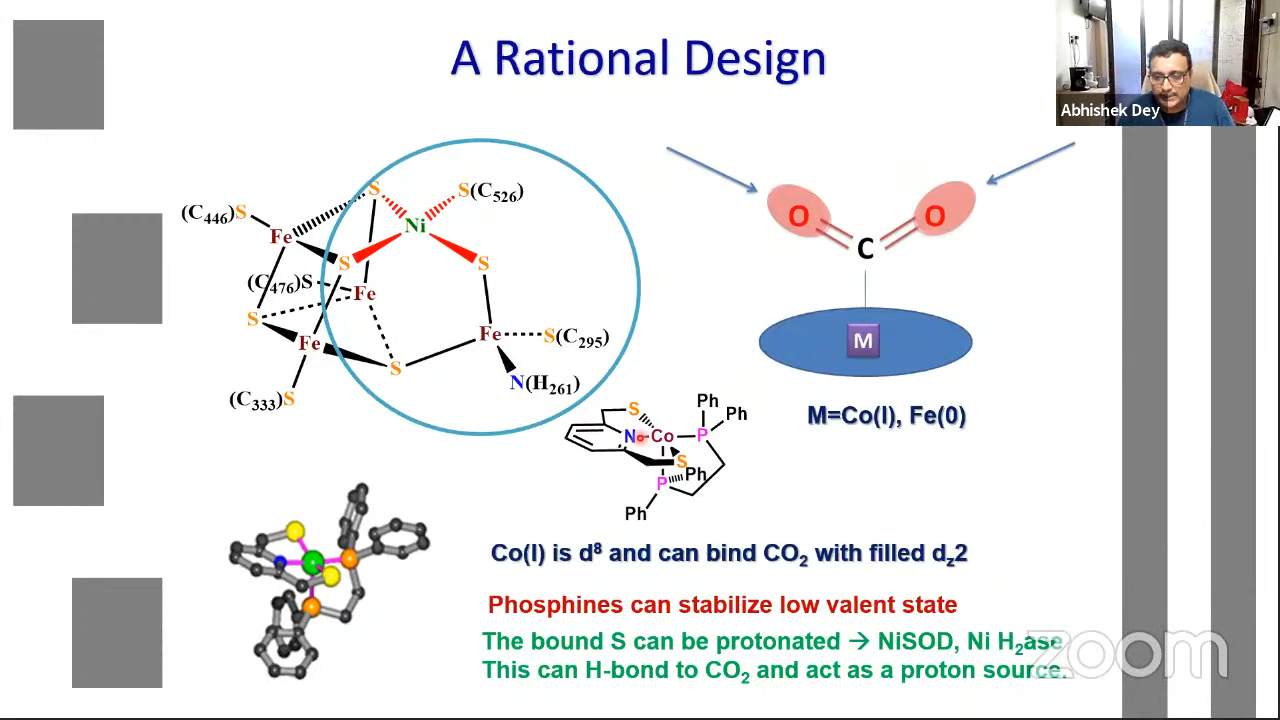 A Rational Design
Abhishek Dey
S
S(C526)
(C446)S
Ni
Fe
S
S
(C476)S
Fe
S
Fe
Fe
S(C295)
S
N(H261)
(C333)S
O
O
C
M
M=Co(I), Fe(0)
Ph
S
Ph
N
Co
P
S
Ph
P
Ph
Co(I) is d8 and can bind CO2 with filled dz2
Phosphines can stabilize low valent state
The bound S can be protonated → NiSOD, Ni H2ase
This can H-bond to CO2 and act as a proton source.
zoom